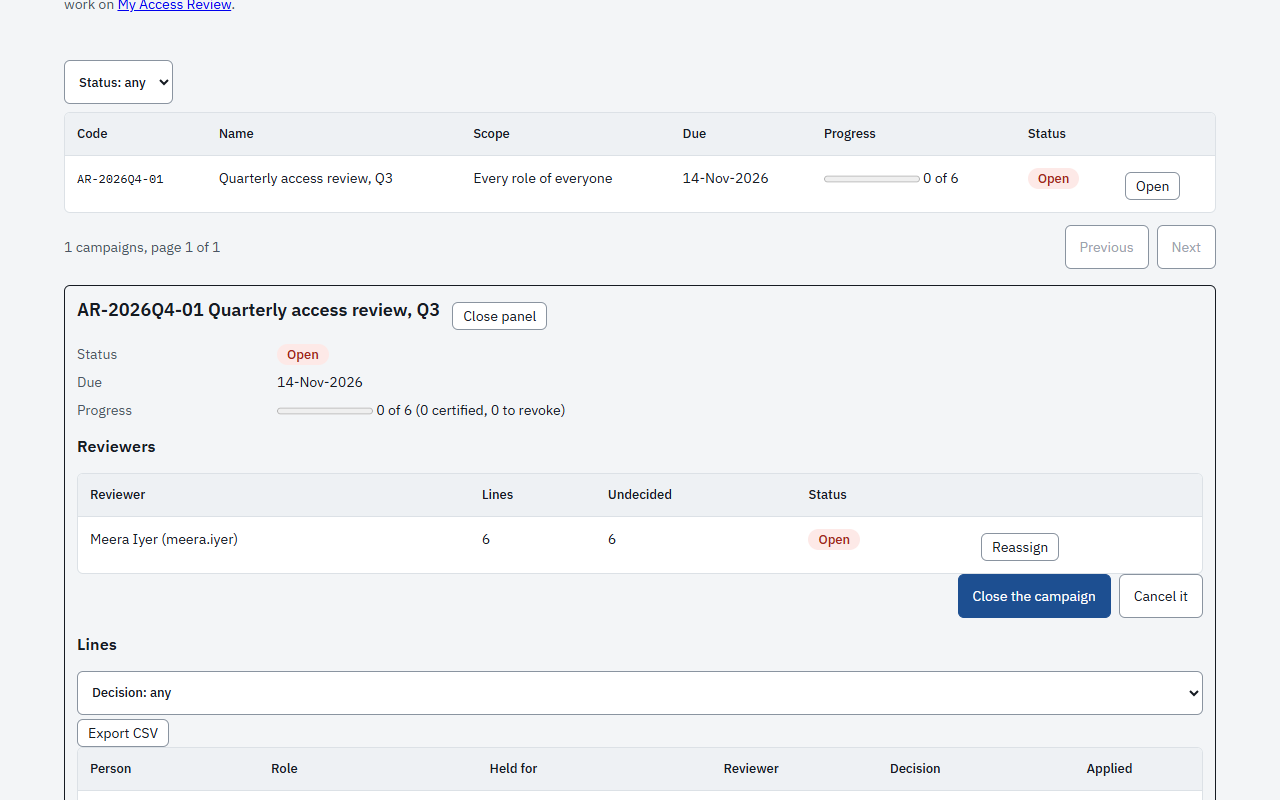 work on My Access Review.
Status: any
Code Name Scope Due Progress Status
AR-2026Q4-01 Quarterly access review, Q3 Every role of everyone 14-Nov-2026 0 of 6 Open Open
1 campaigns, page 1 of 1 Previous Next
AR-2026Q4-01 Quarterly access review, Q3 Close panel
Status Open
Due 14-Nov-2026
Progress 0 of 6 (0 certified, 0 to revoke)
Reviewers
Reviewer Lines Undecided Status
Meera Iyer (meera.iyer) 6 6 Open Reassign
Close the campaign Cancel it
Lines
Decision: any
Export CSV
Person Role Held for Reviewer Decision Applied